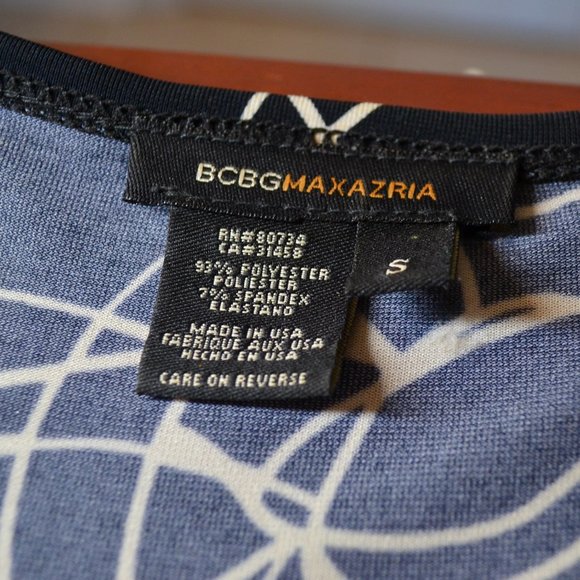 BCBGMAXAZRIA
RN#80734
CA#31458
93% POLYESTER
POLIESTER
7% SPANDEX
ELASTANO
MADE IN USA
FABRIQUE AUX USA
HECHO EN USA
CARE ON REVERSE
S